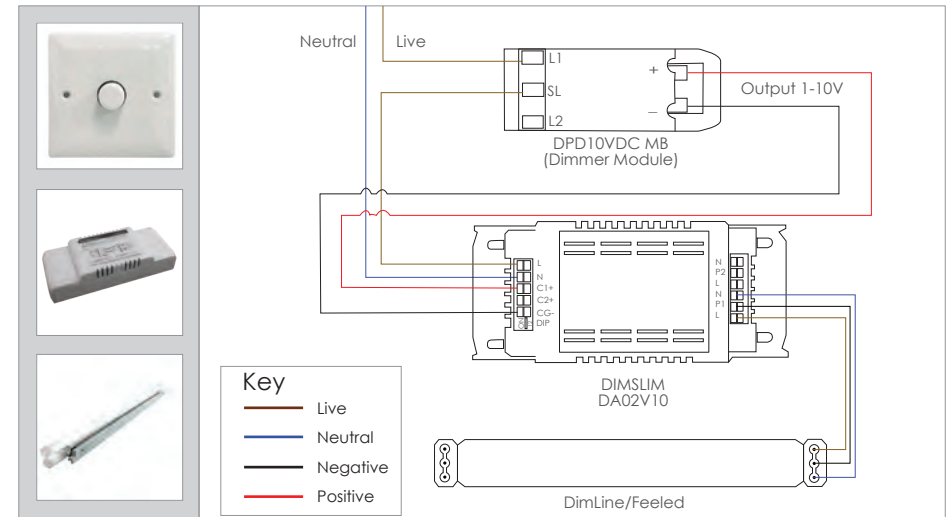 Neutral
Live
L1
SL
L2
+
−
Output 1-10V
DPD10VDC MB
(Dimmer Module)
L
N
C1+
C2+
CG-
DIP
ON
N
P2
L
N
P1
L
DIMSLIM
DA02V10
Key
Live
Neutral
Negative
Positive
DimLine/Feeled